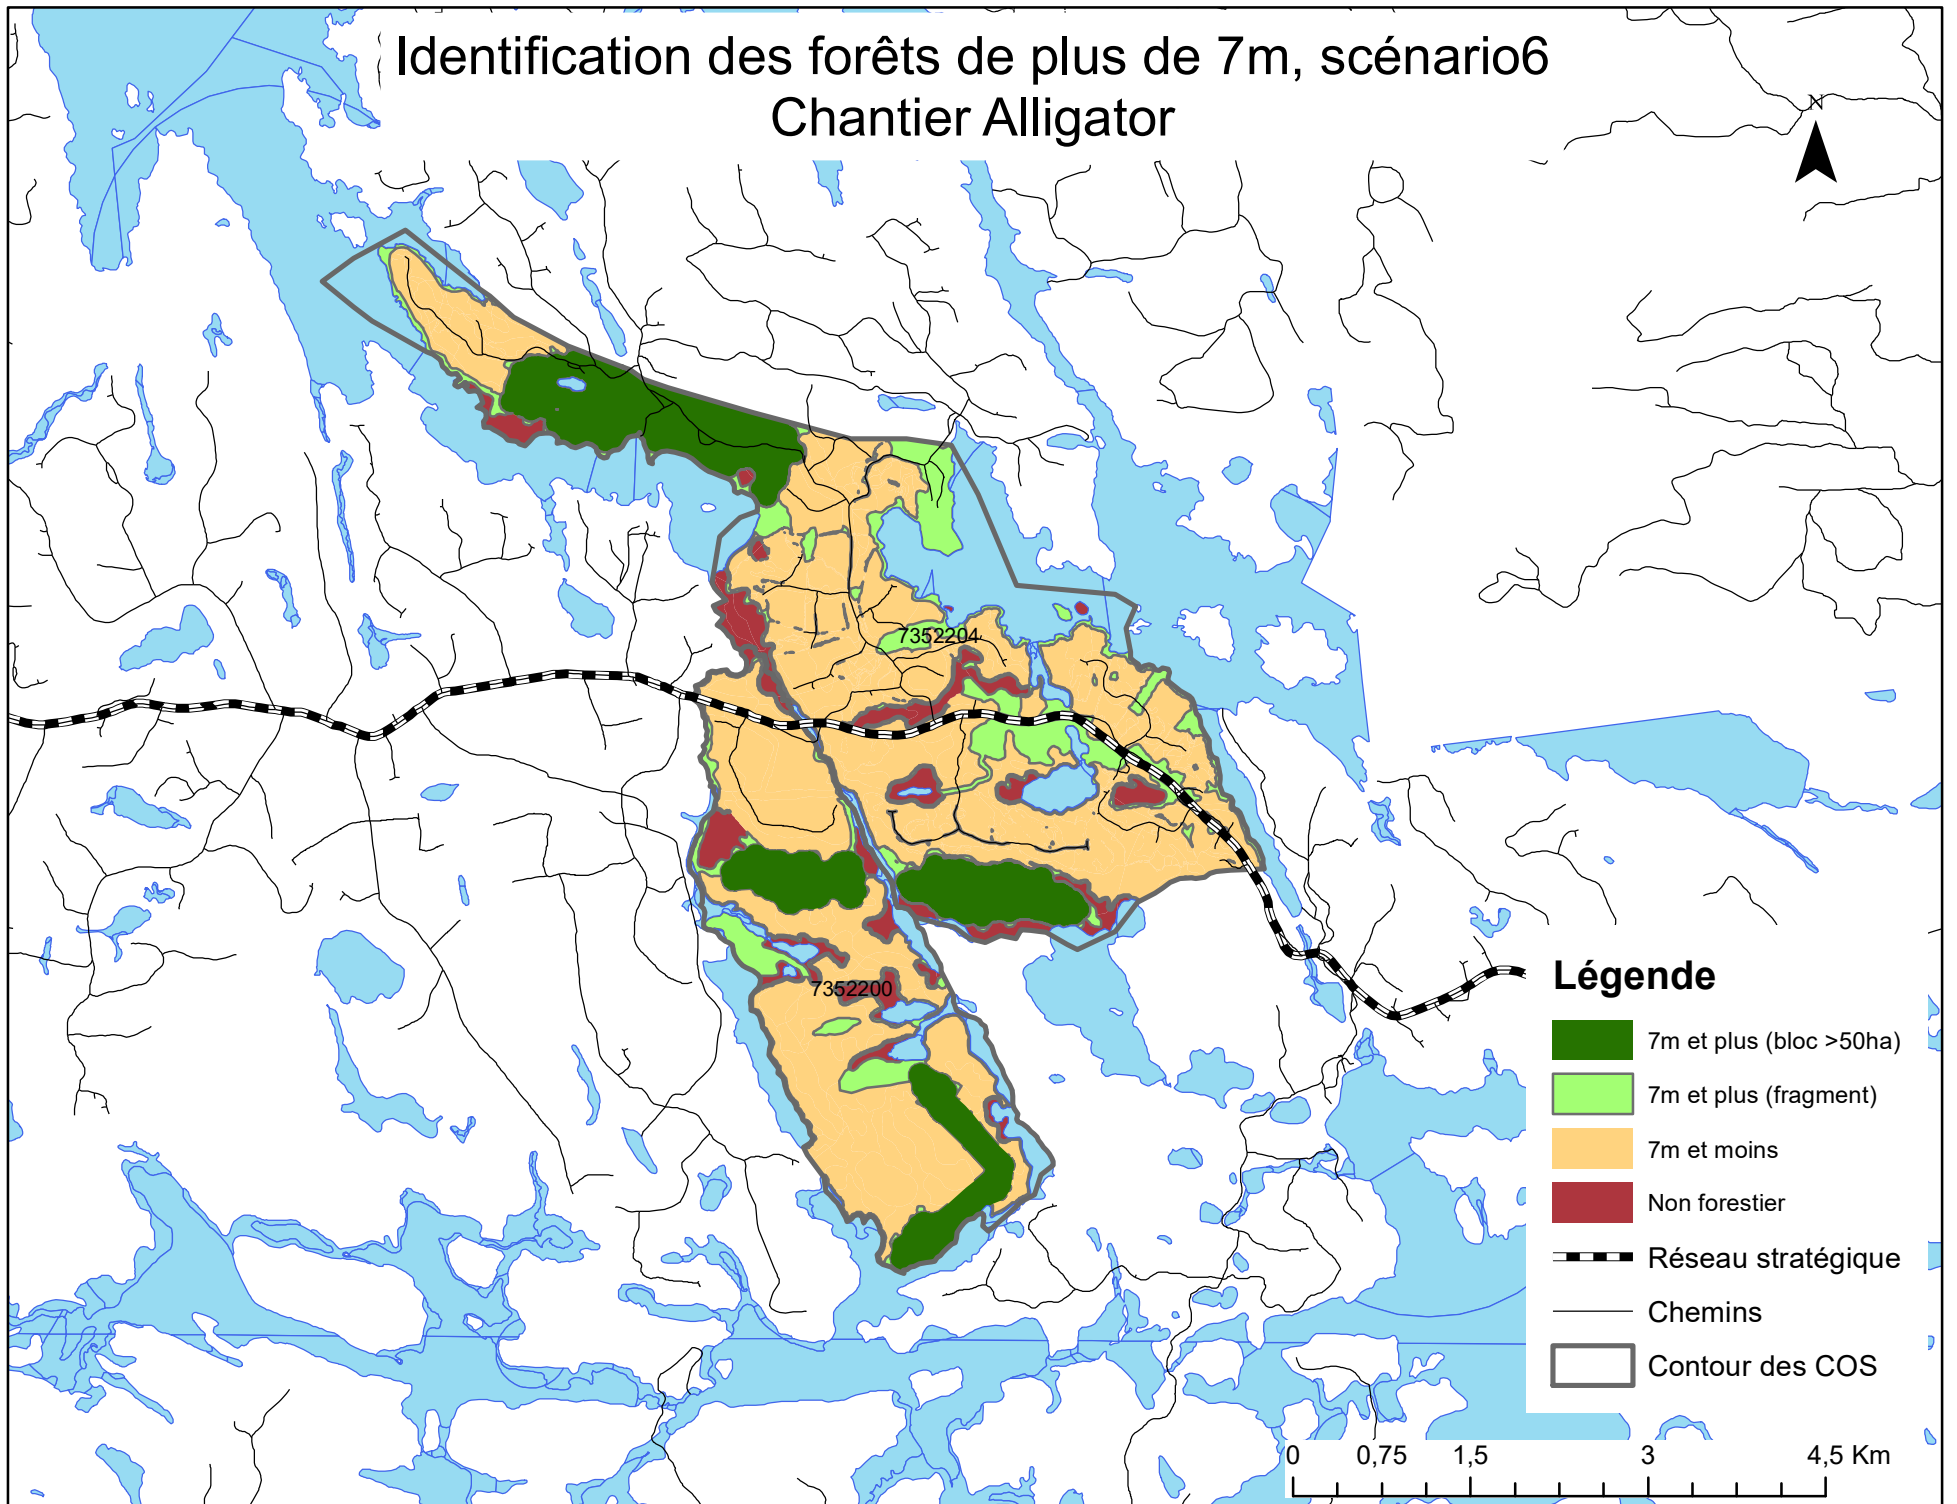 Identification des forêts de plus de 7m, scénario6
Chantier Alligator
N
7352204
7352200
Légende
7m et plus (bloc >50ha)
7m et plus (fragment)
7m et moins
Non forestier
Réseau stratégique
Chemins
Contour des COS
0 0,75 1,5 3 4,5 Km